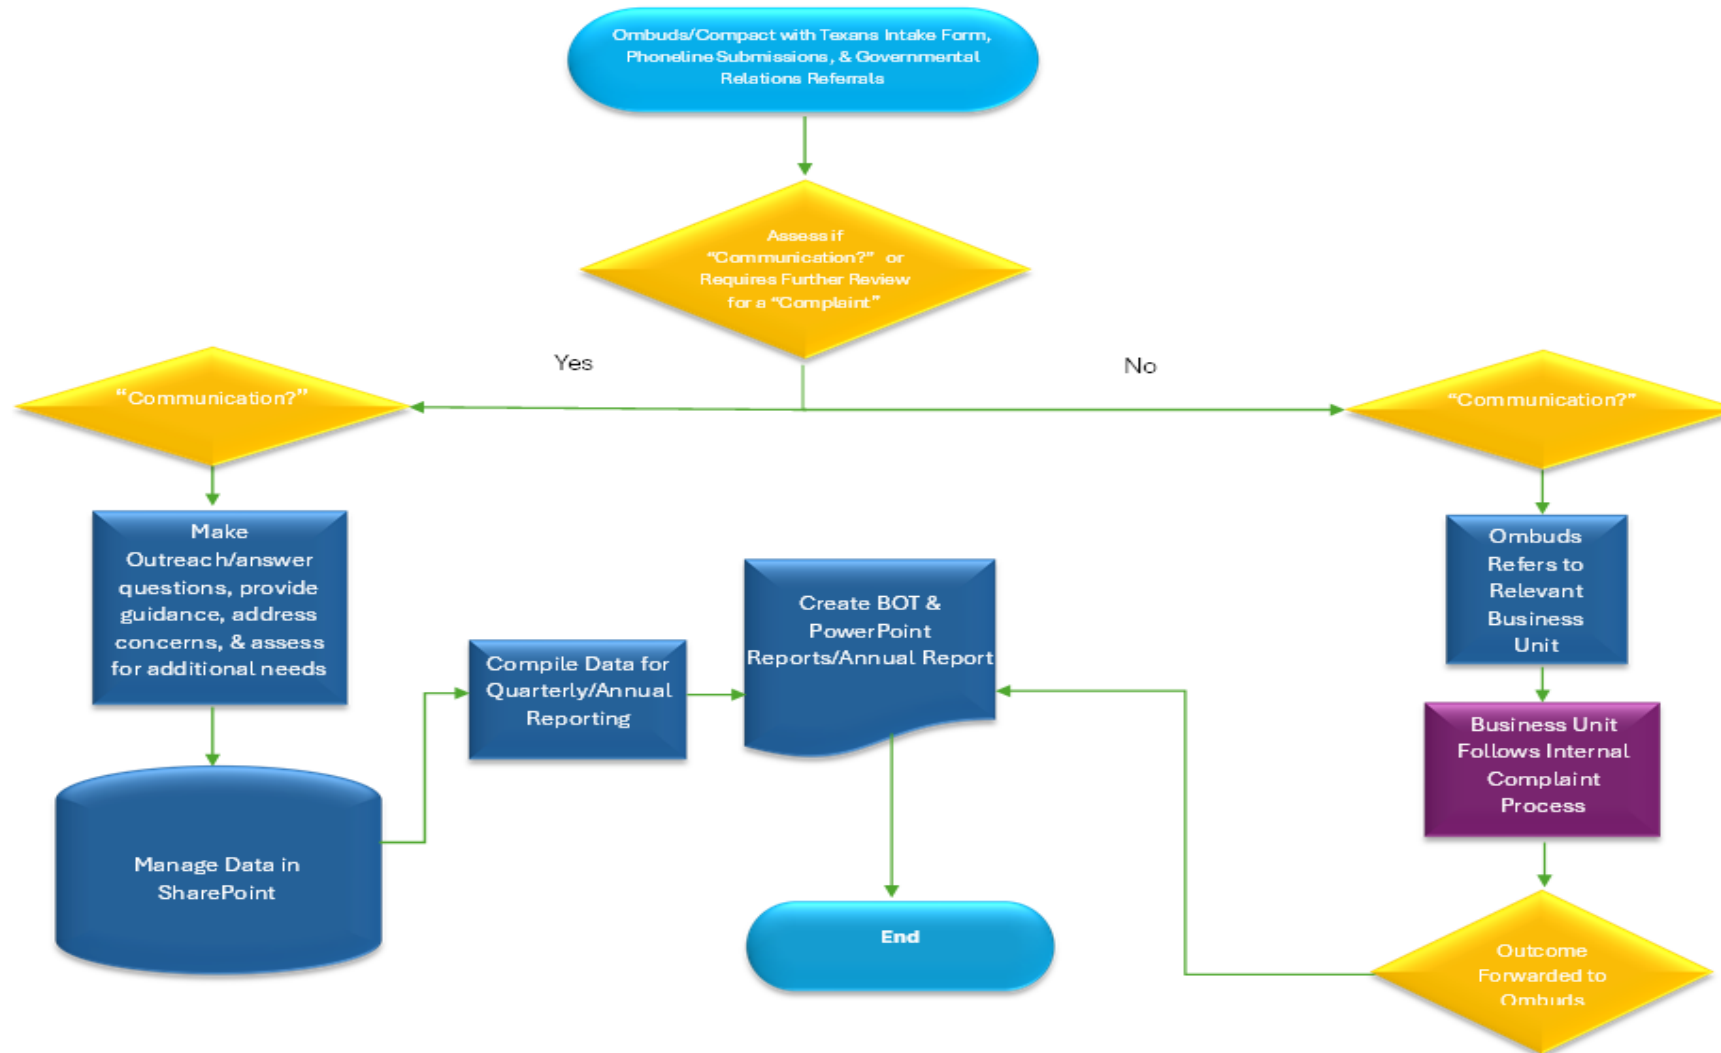 Ombuds/Compact with Texans Intake Form,
Phoneline Submissions, & Governmental
Relations Referrals
Assess if
“Communication?” or
Requires Further Review
for a “Complaint”
Yes
No
“Communication?”
“Communication?”
Make
Outreach/answer
questions, provide
guidance, address
concerns, & assess
for additional needs
Manage Data in
SharePoint
Compile Data for
Quarterly/Annual
Reporting
Create BOT &
PowerPoint
Reports/Annual Report
End
Ombuds
Refers to
Relevant
Business
Unit
Business Unit
Follows Internal
Complaint
Process
Outcome
Forwarded to
Ombuds